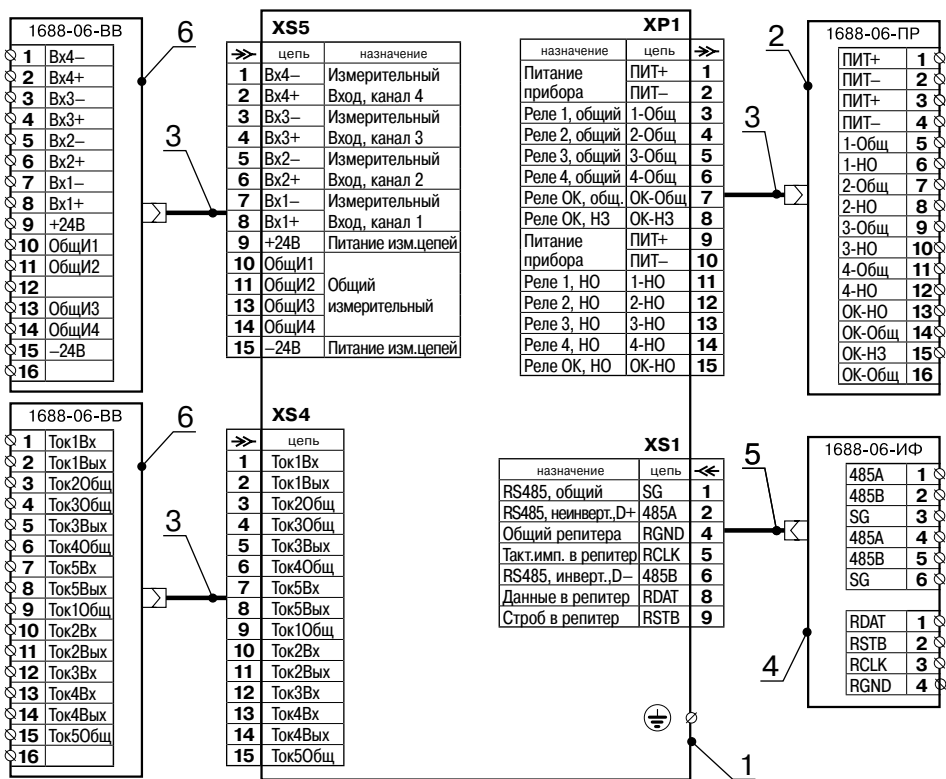 1688-06-ВВ
1 Вх4–
2 Вх4+
3 Вх3–
4 Вх3+
5 Вх2–
6 Вх2+
7 Вх1–
8 Вх1+
9 +24В
10 ОбщИ1
11 ОбщИ2
12
13 ОбщИ3
14 ОбщИ4
15 –24В
16
6
3
XS5
цепь назначение
1 Вх4– Измерительный
2 Вх4+ Вход, канал 4
3 Вх3– Измерительный
4 Вх3+ Вход, канал 3
5 Вх2– Измерительный
6 Вх2+ Вход, канал 2
7 Вх1– Измерительный
8 Вх1+ Вход, канал 1
9 +24В Питание изм.цепей
10 ОбщИ1
11 ОбщИ2 Общий
13 ОбщИ3 измерительный
14 ОбщИ4
15 –24В Питание изм.цепей
XP1
назначение цепь
Питание ПИТ+ 1
прибора ПИТ– 2
Реле 1, общий 1-Общ 3
Реле 2, общий 2-Общ 4
Реле 3, общий 3-Общ 5
Реле 4, общий 4-Общ 6
Реле ОК, общ. ОК-Общ 7
Реле ОК, НЗ ОК-НЗ 8
Питание ПИТ+ 9
прибора ПИТ– 10
Реле 1, НО 1-НО 11
Реле 2, НО 2-НО 12
Реле 3, НО 3-НО 13
Реле 4, НО 4-НО 14
Реле ОК, НО ОК-НО 15
2
3
1688-06-ПР
ПИТ+ 1
ПИТ– 2
ПИТ+ 3
ПИТ– 4
1-Общ 5
1-НО 6
2-Общ 7
2-НО 8
3-Общ 9
3-НО 10
4-Общ 11
4-НО 12
ОК-НО 13
ОК-Общ 14
ОК-НЗ 15
ОК-Общ 16
1688-06-ВВ
1 Ток1Вх
2 Ток1Вых
3 Ток2Общ
4 Ток3Общ
5 Ток3Вых
6 Ток4Общ
7 Ток5Вх
8 Ток5Вых
9 Ток1Общ
10 Ток2Вх
11 Ток2Вых
12 Ток3Вх
13 Ток4Вх
14 Ток4Вых
15 Ток5Общ
16
6
3
XS4
цепь
1 Ток1Вх
2 Ток1Вых
3 Ток2Общ
4 Ток3Общ
5 Ток3Вых
6 Ток4Общ
7 Ток5Вх
8 Ток5Вых
9 Ток1Общ
10 Ток2Вх
11 Ток2Вых
12 Ток3Вх
13 Ток4Вх
14 Ток4Вых
15 Ток5Общ
XS1
назначение цепь
RS485, общий SG 1
RS485, неинверт.,D+ 485A 2
Общий репитера RGND 4
Такт.имп. в репитер RCLK 5
RS485, инверт.,D– 485B 6
Данные в репитер RDAT 8
Строб в репитер RSTB 9
5
4
1688-06-ИФ
485A 1
485B 2
SG 3
485A 4
485B 5
SG 6
RDAT 1
RSTB 2
RCLK 3
RGND 4
1